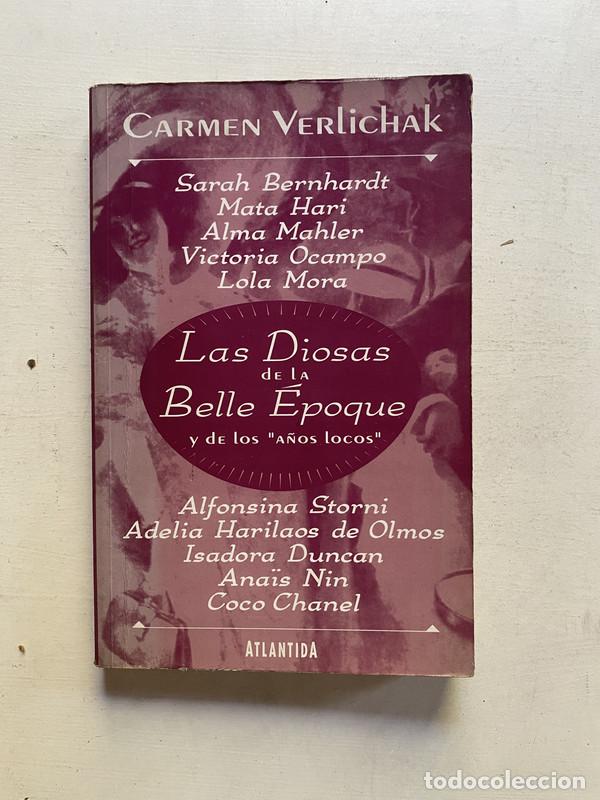 Carmen Verlichak
Sarah Bernhardt
Mata Hari
Alma Mahler
Victoria Ocampo
Lola Mora
Las Diosas
de la
Belle Époque
y de los "años locos"
Alfonsina Storni
Adelia Harilaos de Olmos
Isadora Duncan
Anaïs Nin
Coco Chanel
ATLANTIDA
todocoleccion